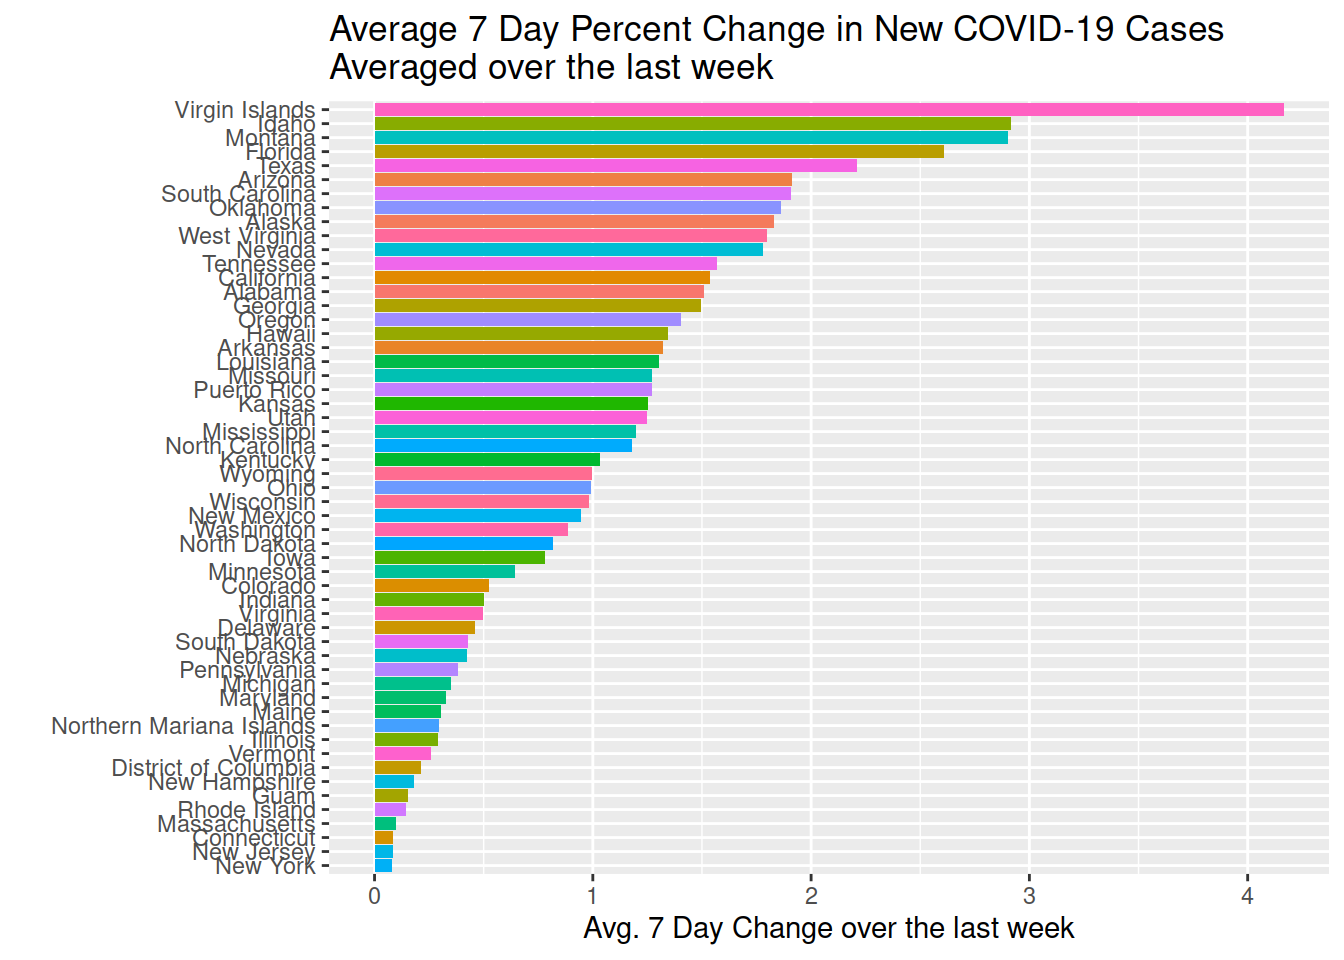 Average 7 Day Percent Change in New COVID-19 Cases
Averaged over the last week
Virgin Islands
Idaho
Montana
Florida
Texas
Arizona
South Carolina
Oklahoma
Alaska
West Virginia
Nevada
Tennessee
California
Alabama
Georgia
Oregon
Hawaii
Arkansas
Louisiana
Missouri
Puerto Rico
Kansas
Utah
Mississippi
North Carolina
Kentucky
Wyoming
Ohio
Wisconsin
New Mexico
Washington
North Dakota
Iowa
Minnesota
Colorado
Indiana
Virginia
Delaware
South Dakota
Nebraska
Pennsylvania
Michigan
Maryland
Maine
Northern Mariana Islands
Illinois
Vermont
District of Columbia
New Hampshire
Guam
Rhode Island
Massachusetts
Connecticut
New Jersey
New York
0 1 2 3 4
Avg. 7 Day Change over the last week